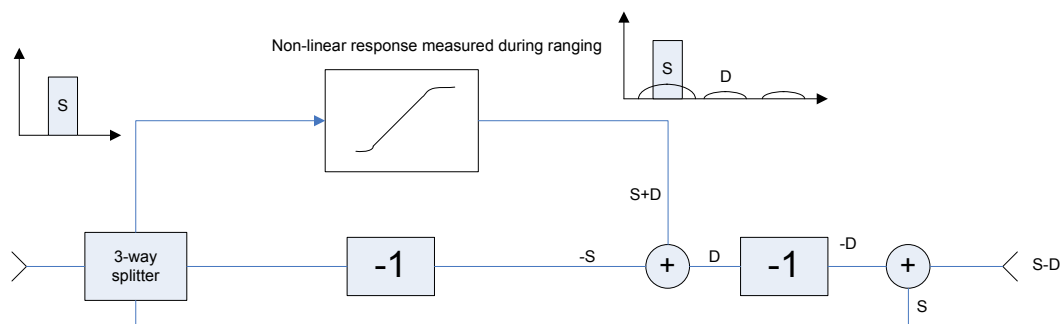 Non-linear response measured during ranging
S
S
D
S+D
3-way
splitter
-1
-S
+
D
-1
-D
+
S-D
S